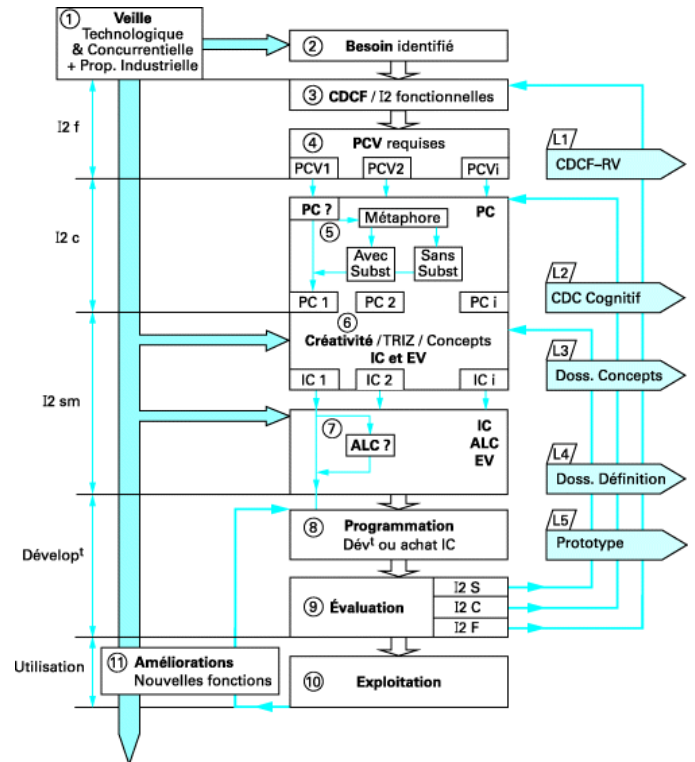 ① Veille
Technologique
& Concurrentielle
+ Prop. Industrielle
② Besoin identifié
③ CDCF / I2 fonctionnelles
I2 f
④ PCV requises
PCV1 PCV2 PCVi
L1
CDCF–RV
PC ? PC
⑤ Métaphore
I2 c
Avec
Subst
Sans
Subst
L2
CDC Cognitif
PC 1 PC 2 PC i
⑥
Créativité /TRIZ / Concepts
IC et EV
L3
Doss. Concepts
IC 1 IC 2 IC i
I2 sm
⑦ ALC ?
IC
ALC
EV
L4
Doss. Définition
⑧ Programmation
Dévᵗ ou achat IC
L5
Prototype
Développᵗ
⑨ Évaluation
I2 S
I2 C
I2 F
Utilisation
⑪ Améliorations
Nouvelles fonctions
⑩ Exploitation